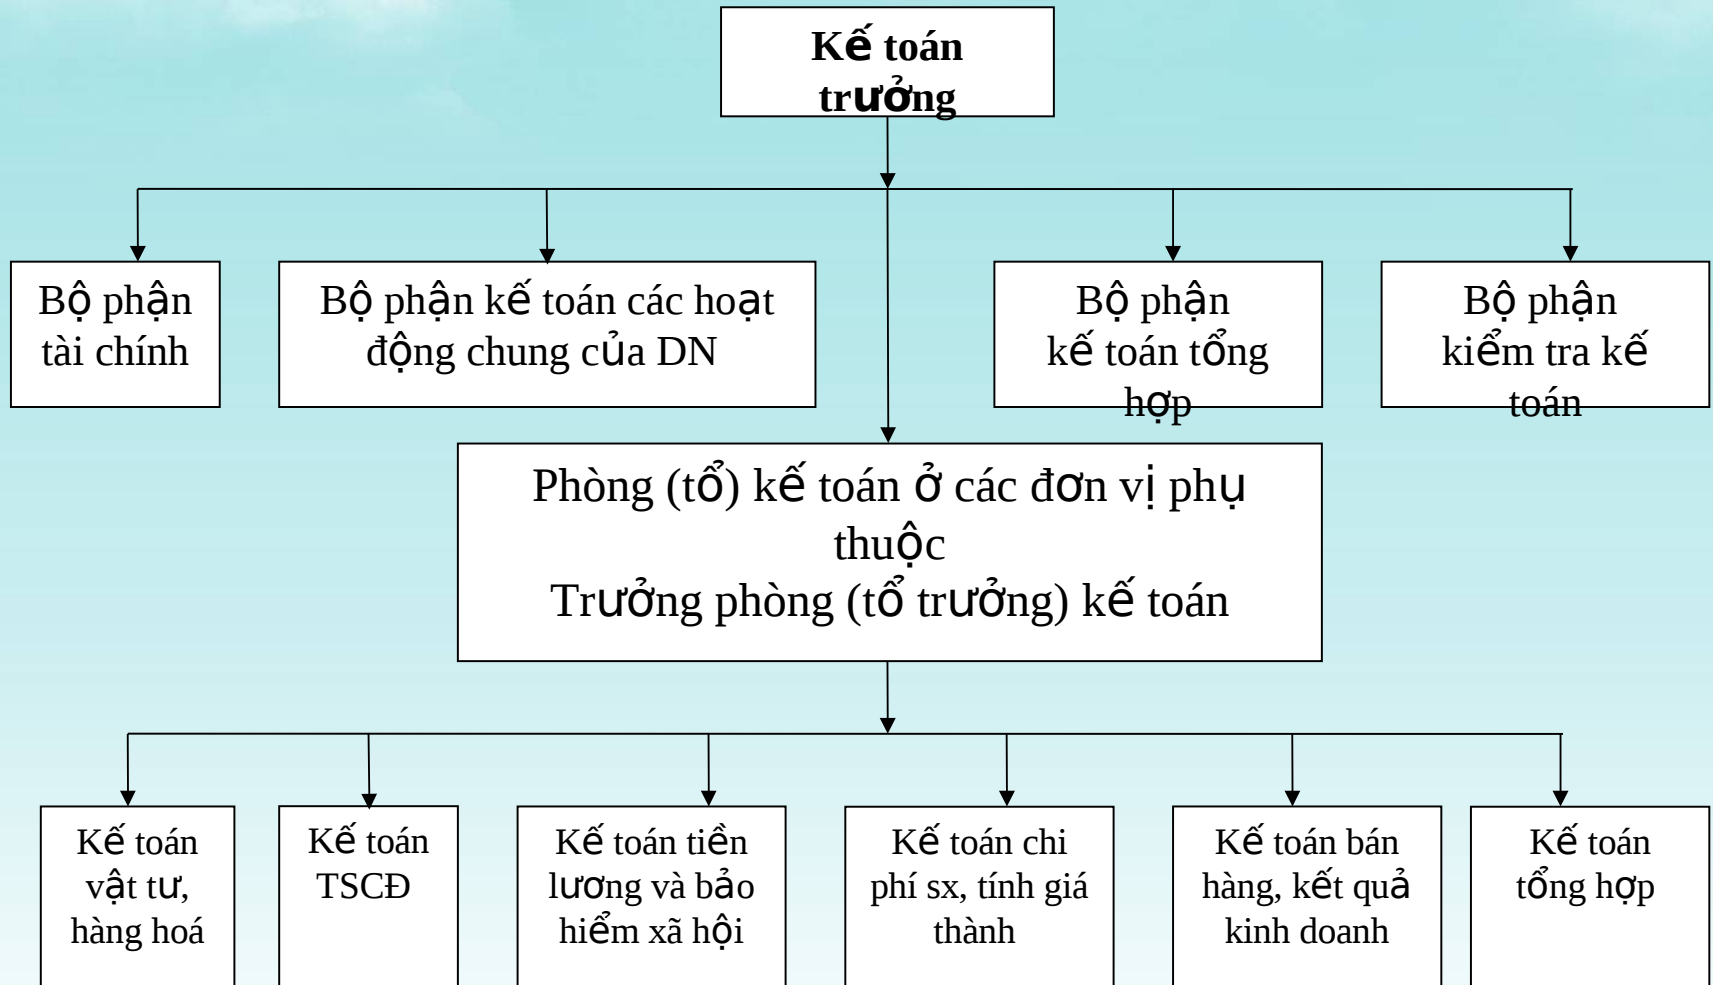 Kế toán
trưởng
Bộ phận
tài chính
Bộ phận kế toán các hoạt
động chung của DN
Bộ phận
kế toán tổng
hợp
Bộ phận
kiểm tra kế
toán
Phòng (tổ) kế toán ở các đơn vị phụ
thuộc
Trưởng phòng (tổ trưởng) kế toán
Kế toán
vật tư,
hàng hoá
Kế toán
TSCĐ
Kế toán tiền
lương và bảo
hiểm xã hội
Kế toán chi
phí sx, tính giá
thành
Kế toán bán
hàng, kết quả
kinh doanh
Kế toán
tổng hợp